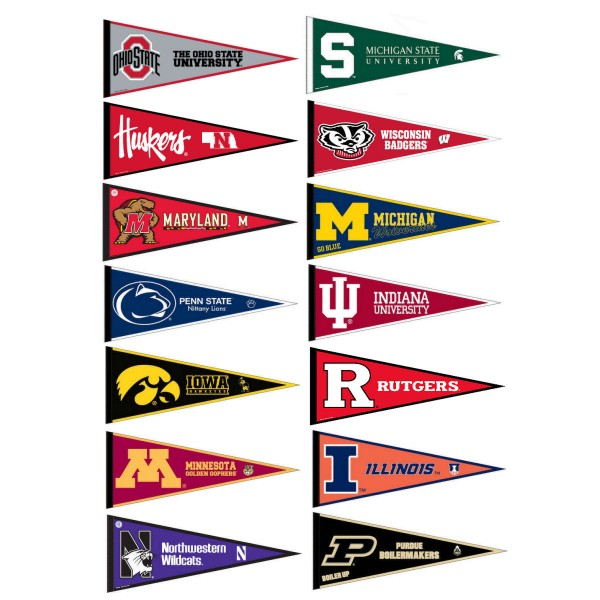 OHIO STATE
THE OHIO STATE
UNIVERSITY
S
MICHIGAN STATE
UNIVERSITY
Huskers N
WISCONSIN
BADGERS W
M MARYLAND M
M MICHIGAN
Wolverines
GO BLUE
PENN STATE
Nittany Lions
IU INDIANA
UNIVERSITY
IOWA
HAWKEYES
R RUTGERS
M MINNESOTA
GOLDEN GOPHERS
I ILLINOIS
N Northwestern
Wildcats N
P PURDUE
BOILERMAKERS
BOILER UP